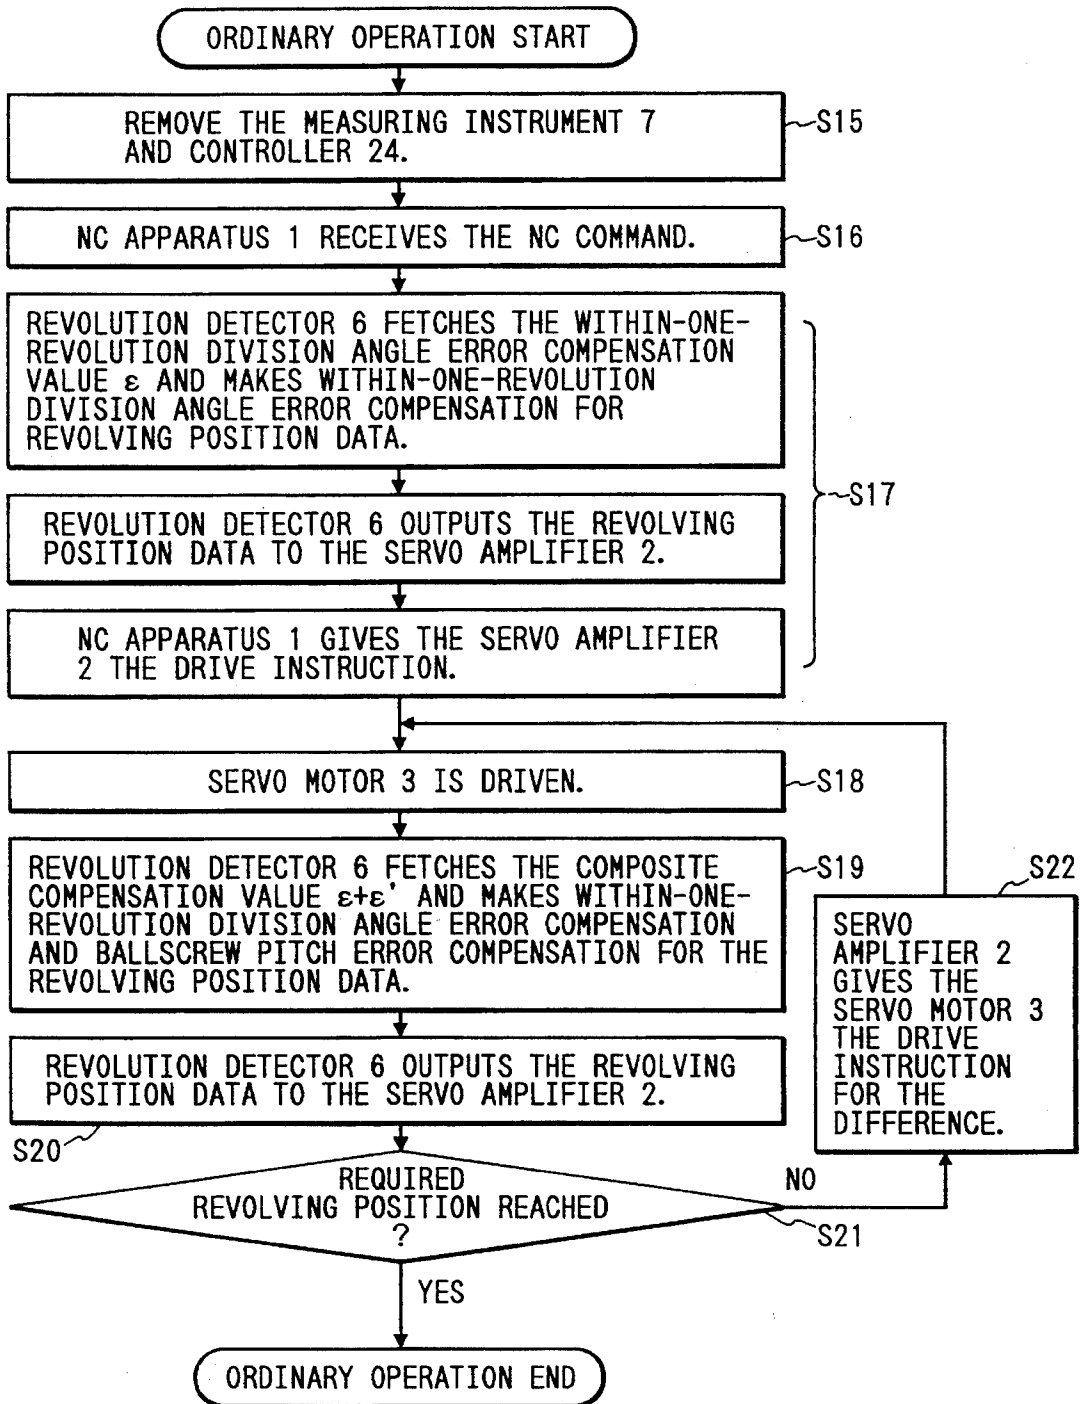 ORDINARY OPERATION START
REMOVE THE MEASURING INSTRUMENT 7
AND CONTROLLER 24.
S15
NC APPARATUS 1 RECEIVES THE NC COMMAND.
S16
REVOLUTION DETECTOR 6 FETCHES THE WITHIN-ONE-
REVOLUTION DIVISION ANGLE ERROR COMPENSATION
VALUE ε AND MAKES WITHIN-ONE-REVOLUTION
DIVISION ANGLE ERROR COMPENSATION FOR
REVOLVING POSITION DATA.
S17
REVOLUTION DETECTOR 6 OUTPUTS THE REVOLVING
POSITION DATA TO THE SERVO AMPLIFIER 2.
NC APPARATUS 1 GIVES THE SERVO AMPLIFIER
2 THE DRIVE INSTRUCTION.
SERVO MOTOR 3 IS DRIVEN.
S18
REVOLUTION DETECTOR 6 FETCHES THE COMPOSITE
COMPENSATION VALUE ε+ε' AND MAKES WITHIN-ONE-
REVOLUTION DIVISION ANGLE ERROR COMPENSATION
AND BALLSCREW PITCH ERROR COMPENSATION FOR THE
REVOLVING POSITION DATA.
S19
S22
SERVO
AMPLIFIER 2
GIVES THE
SERVO MOTOR 3
THE DRIVE
INSTRUCTION
FOR THE
DIFFERENCE.
REVOLUTION DETECTOR 6 OUTPUTS THE REVOLVING
POSITION DATA TO THE SERVO AMPLIFIER 2.
S20
REQUIRED
REVOLVING POSITION REACHED
?
NO
S21
YES
ORDINARY OPERATION END